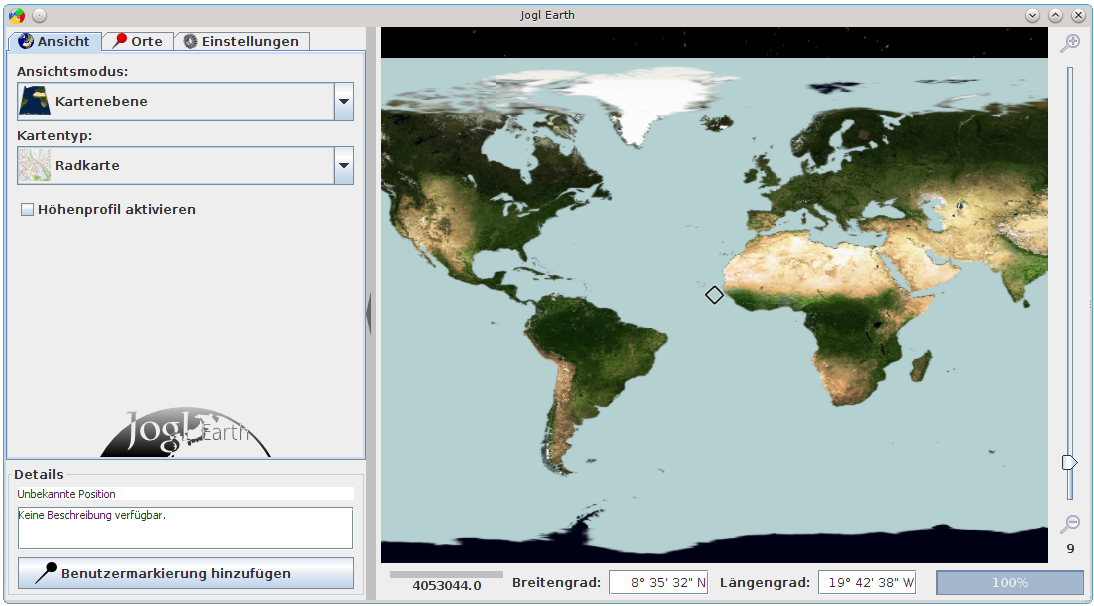 Jogl Earth
Ansicht Orte Einstellungen
Ansichtsmodus:
Kartenebene
Kartentyp:
Radkarte
Höhenprofil aktivieren
Jogl Earth
Details
Unbekannte Position
Keine Beschreibung verfügbar.
Benutzermarkierung hinzufügen
9
4053044.0 Breitengrad: 8° 35' 32" N Längengrad: 19° 42' 38" W 100%